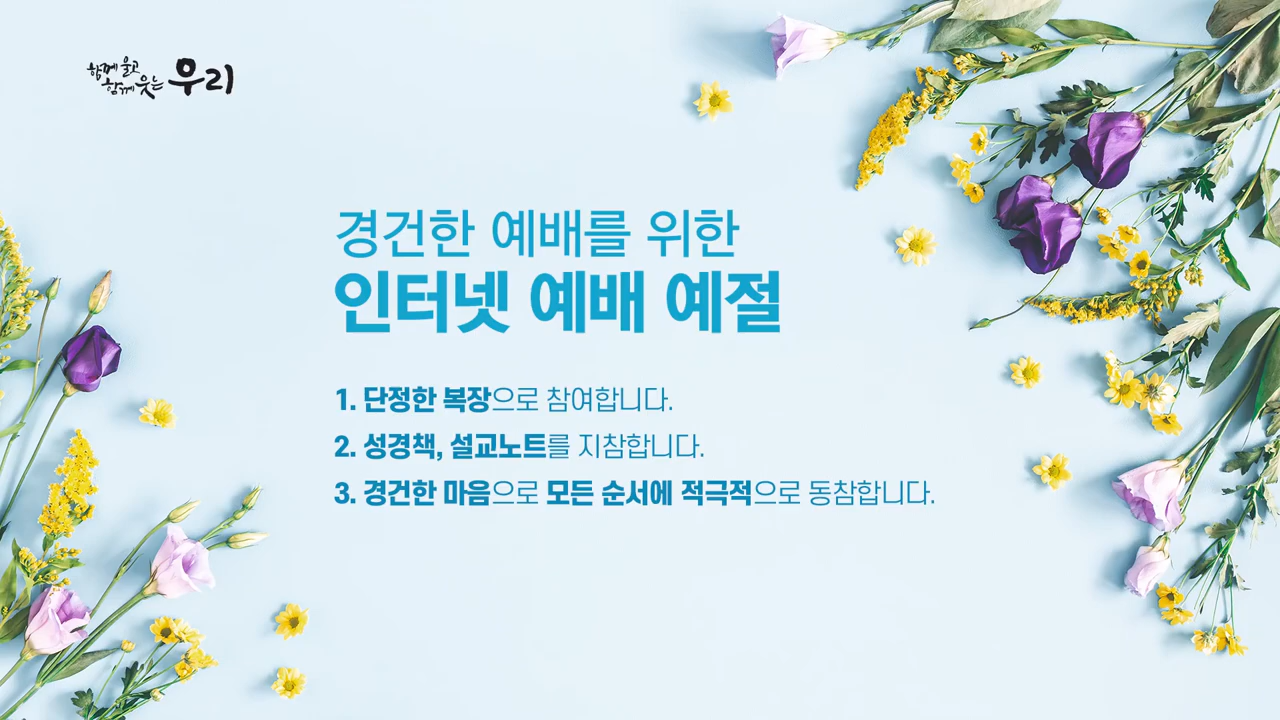 함께 울고
함께 웃는 우리
경건한 예배를 위한
인터넷 예배 예절
1. 단정한 복장으로 참여합니다.
2. 성경책, 설교노트를 지참합니다.
3. 경건한 마음으로 모든 순서에 적극적으로 동참합니다.